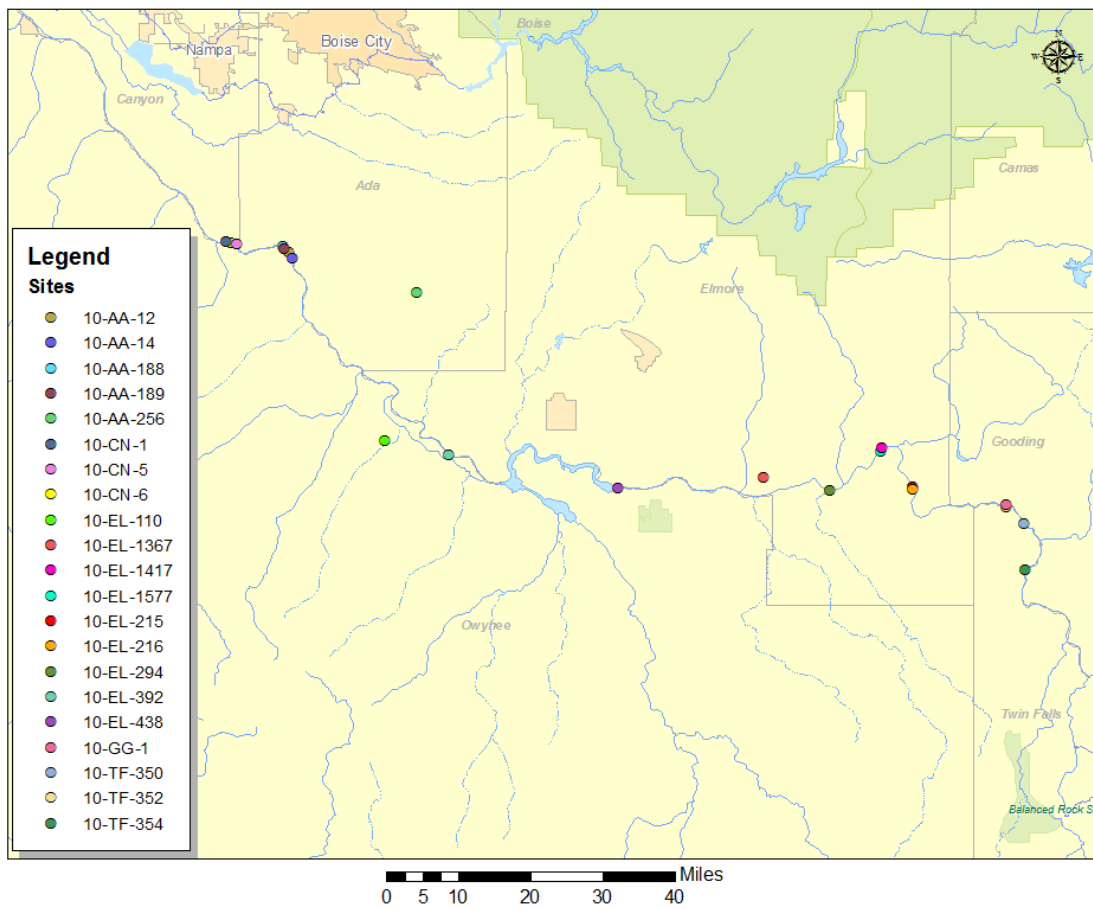 Boise
Nampa
Boise City
N
W
E
S
Canyon
Ada
Camas
Elmore
Gooding
Owyhee
Twin Falls
Balanced Rock S
Legend
Sites
10-AA-12
10-AA-14
10-AA-188
10-AA-189
10-AA-256
10-CN-1
10-CN-5
10-CN-6
10-EL-110
10-EL-1367
10-EL-1417
10-EL-1577
10-EL-215
10-EL-216
10-EL-294
10-EL-392
10-EL-438
10-GG-1
10-TF-350
10-TF-352
10-TF-354
Miles
0 5 10 20 30 40